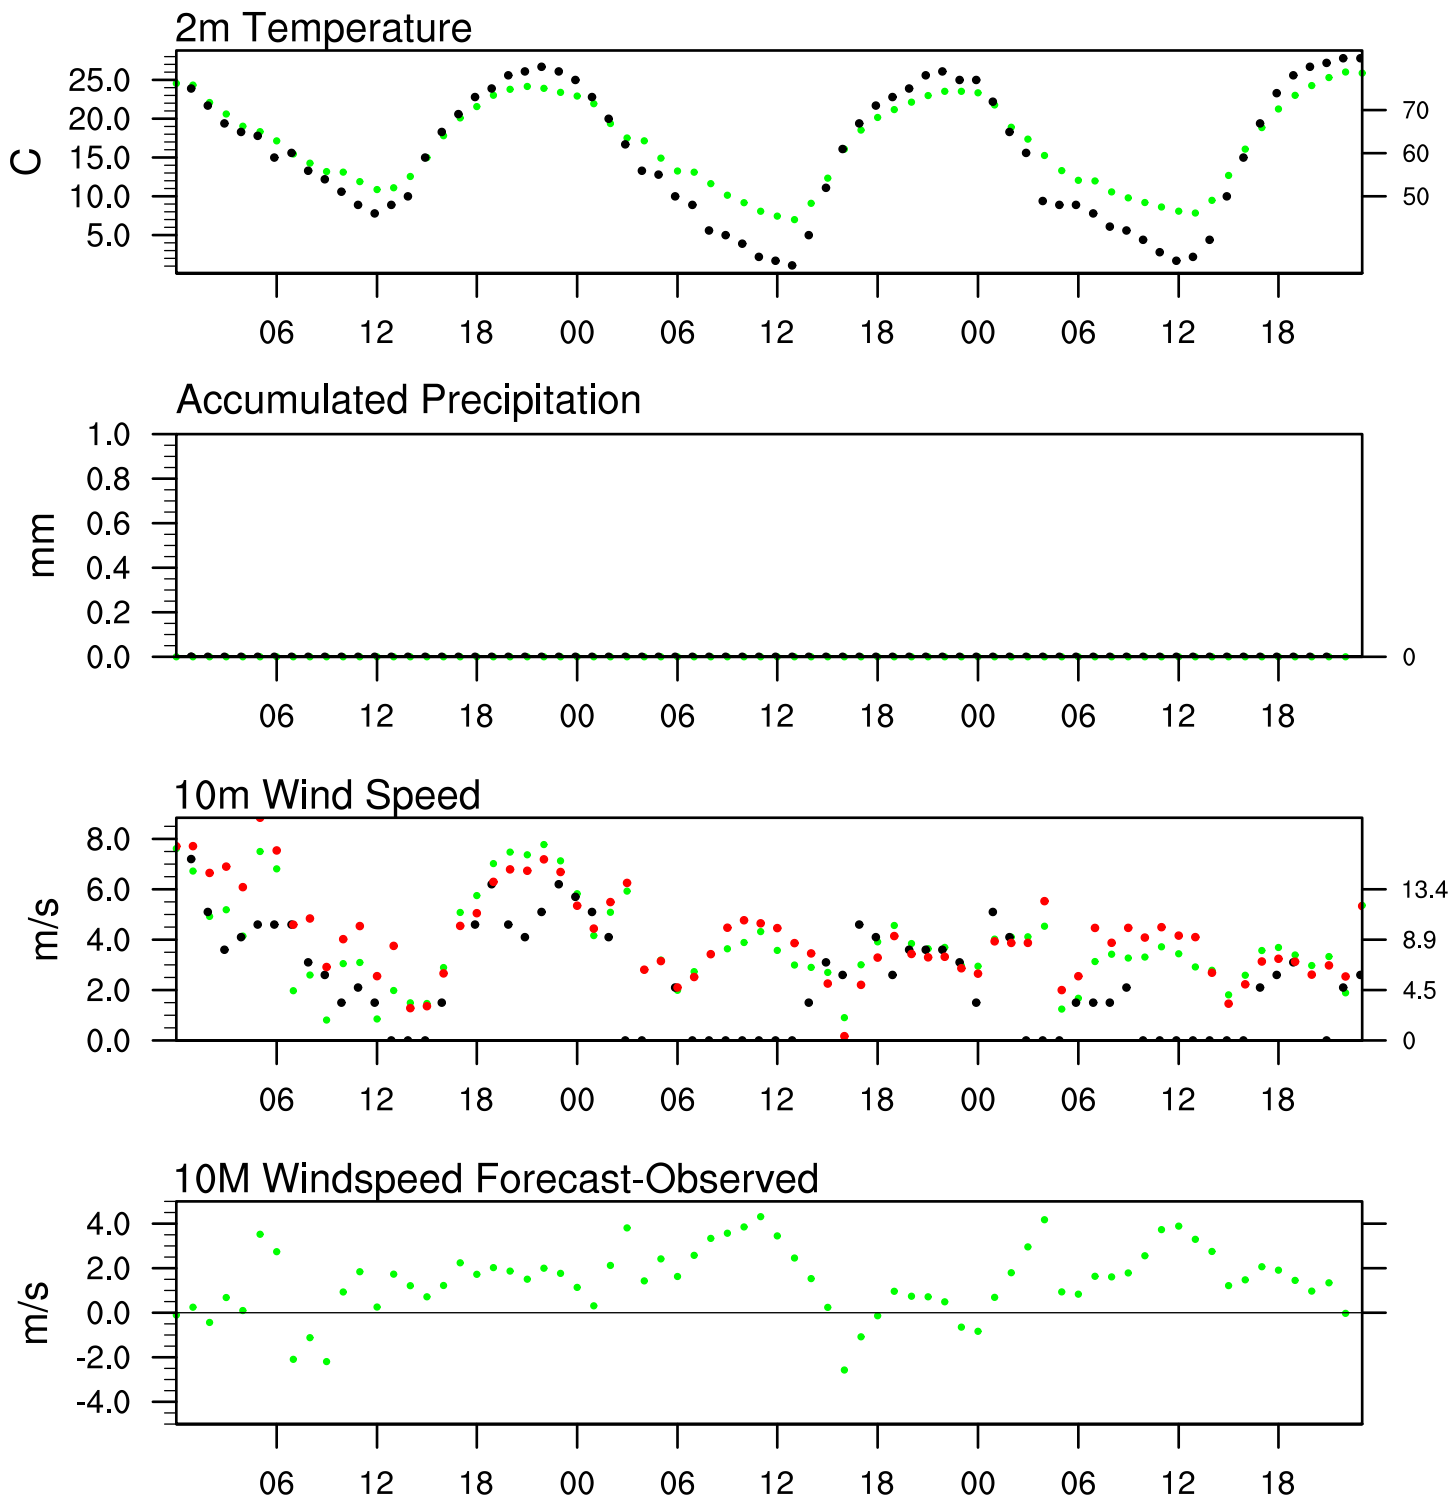 2m Temperature
C
25.0
20.0
15.0
10.0
5.0
70
60
50
06 12 18 00 06 12 18 00 06 12 18
Accumulated Precipitation
mm
1.0
0.8
0.6
0.4
0.2
0.0
0
06 12 18 00 06 12 18 00 06 12 18
10m Wind Speed
m/s
8.0
6.0
4.0
2.0
0.0
13.4
8.9
4.5
0
06 12 18 00 06 12 18 00 06 12 18
10M Windspeed Forecast-Observed
m/s
4.0
2.0
0.0
-2.0
-4.0
06 12 18 00 06 12 18 00 06 12 18